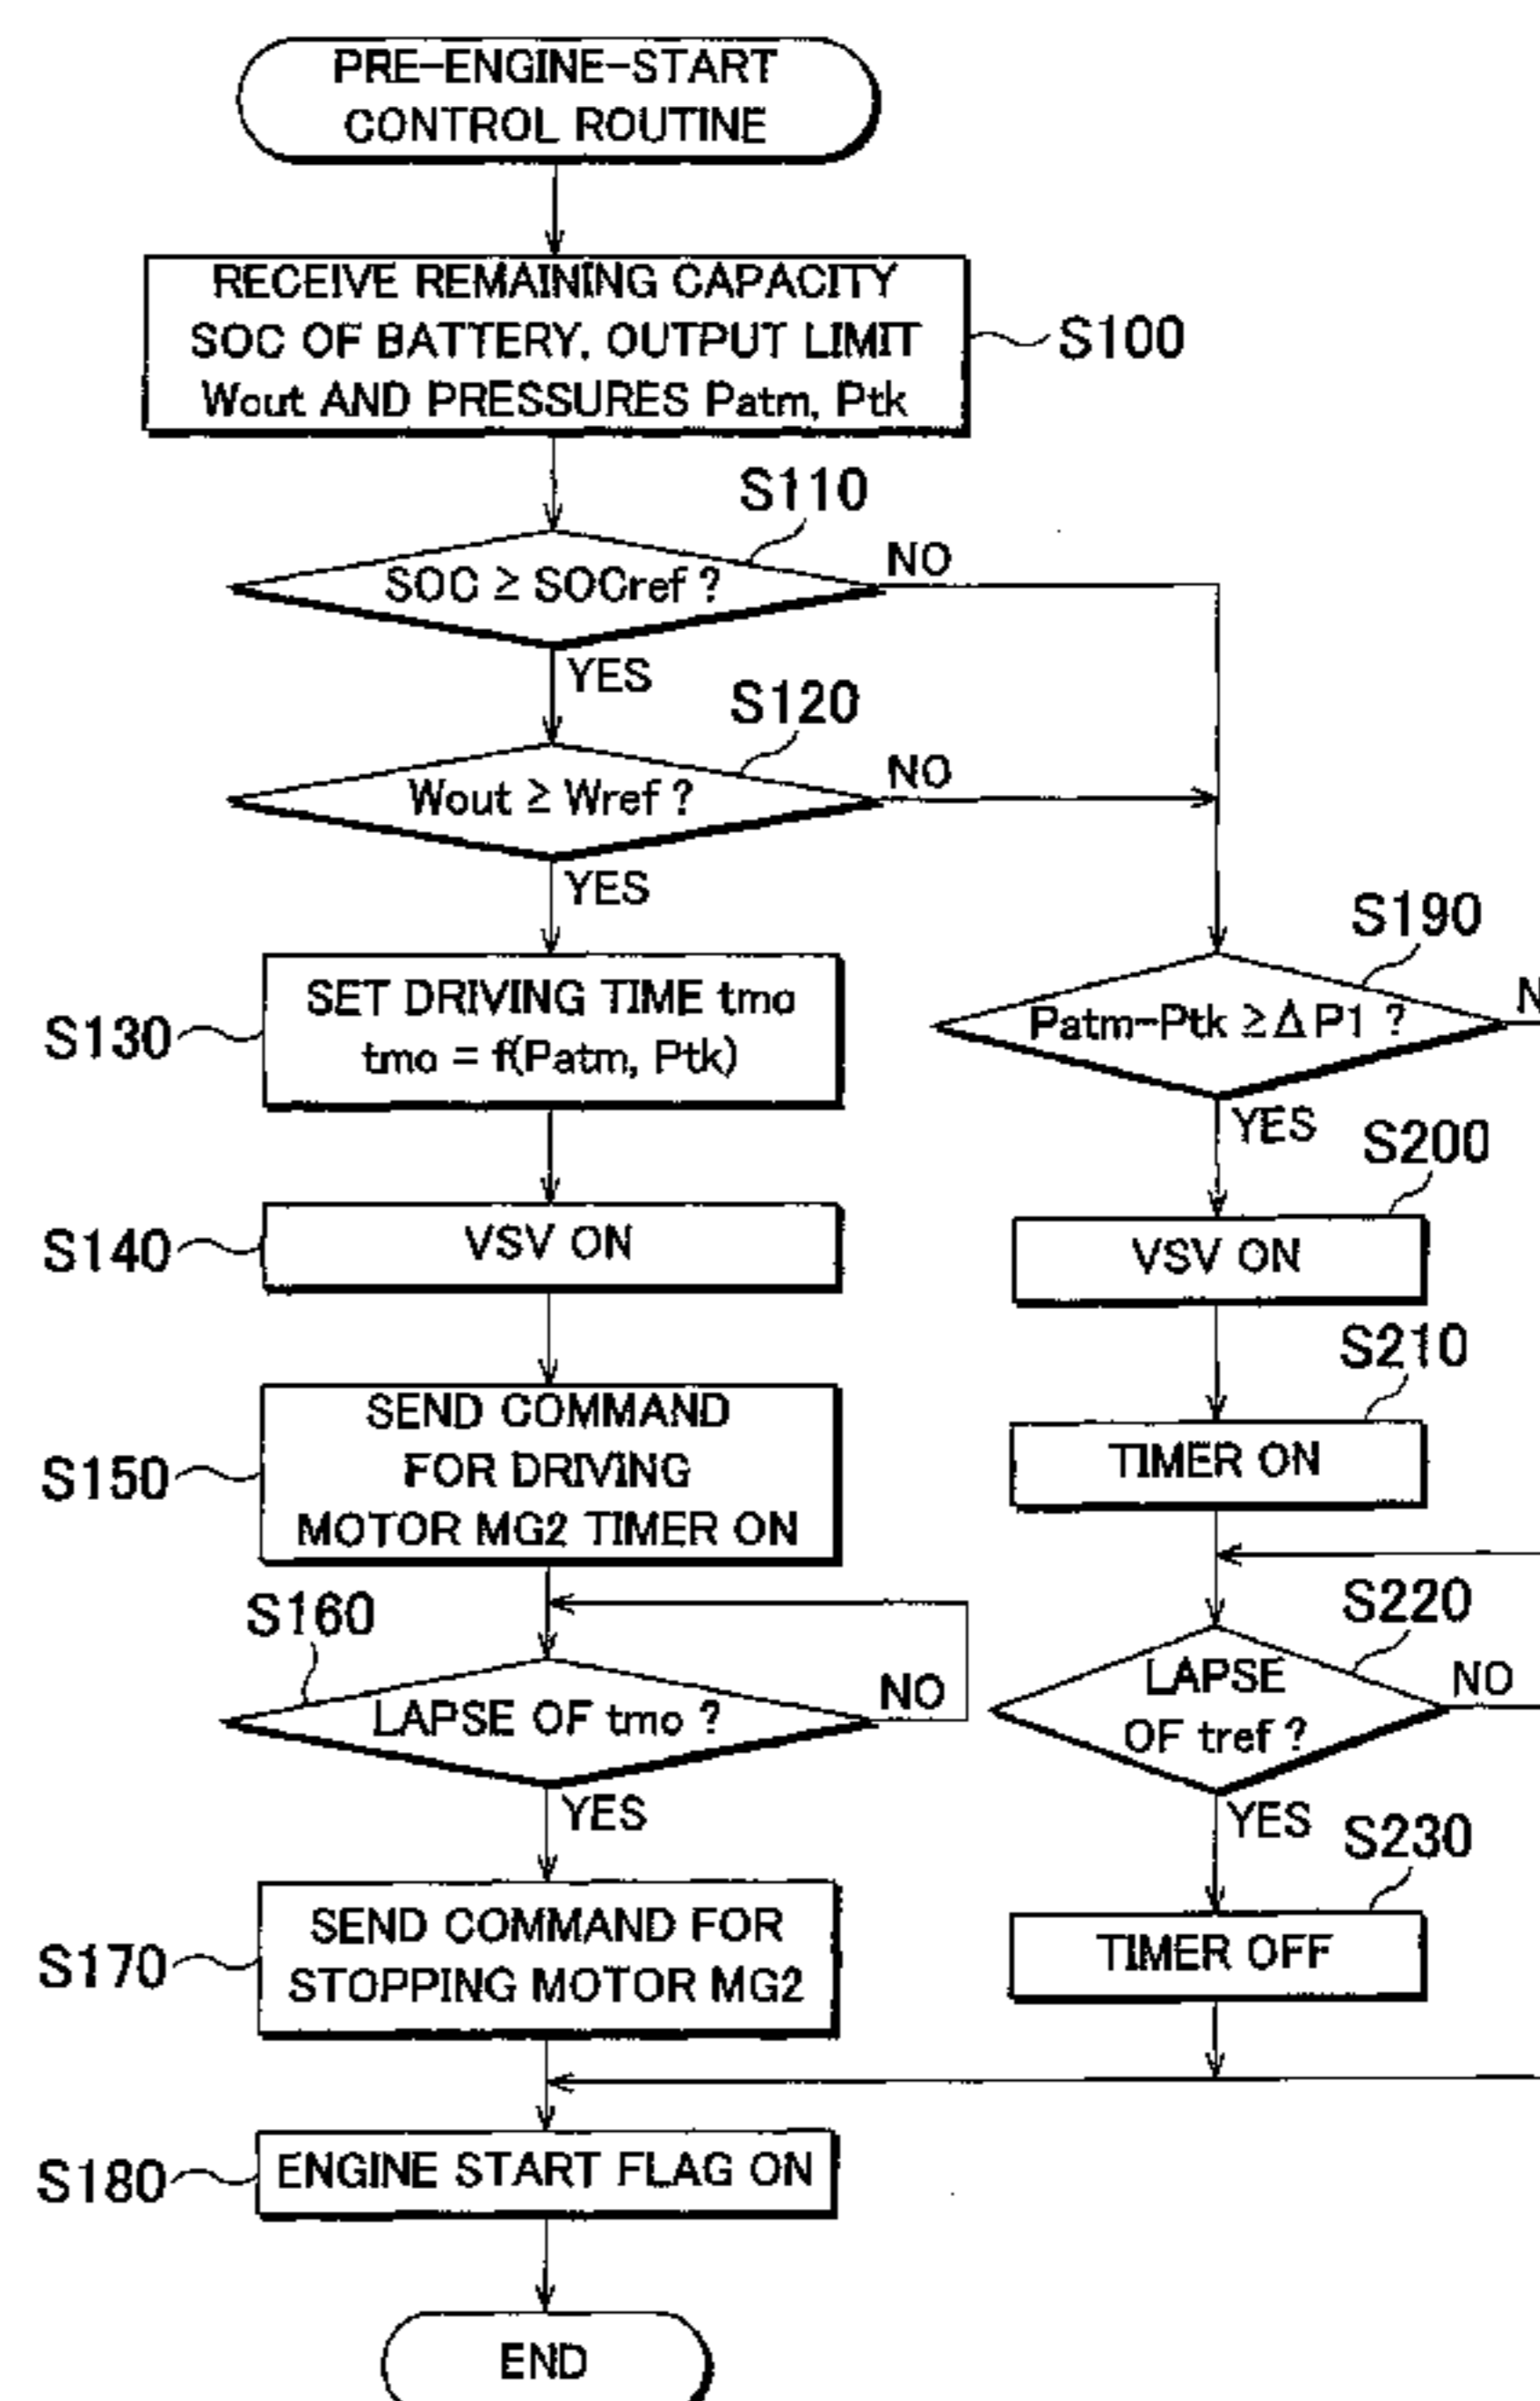 PRE-ENGINE-START
CONTROL ROUTINE
RECEIVE REMAINING CAPACITY
SOC OF BATTERY, OUTPUT LIMIT
Wout AND PRESSURES Patm, Ptk
S100
S110
SOC ≥ SOCref ?
NO
YES
S120
Wout ≥ Wref ?
NO
YES
S130
SET DRIVING TIME tmo
tmo = f(Patm, Ptk)
S140
VSV ON
S150
SEND COMMAND
FOR DRIVING
MOTOR MG2 TIMER ON
S160
LAPSE OF tmo ?
NO
YES
S170
SEND COMMAND FOR
STOPPING MOTOR MG2
S180
ENGINE START FLAG ON
END
S190
Patm-Ptk ≥ Δ P1 ?
YES
S200
VSV ON
S210
TIMER ON
S220
LAPSE
OF tref ?
NO
YES
S230
TIMER OFF